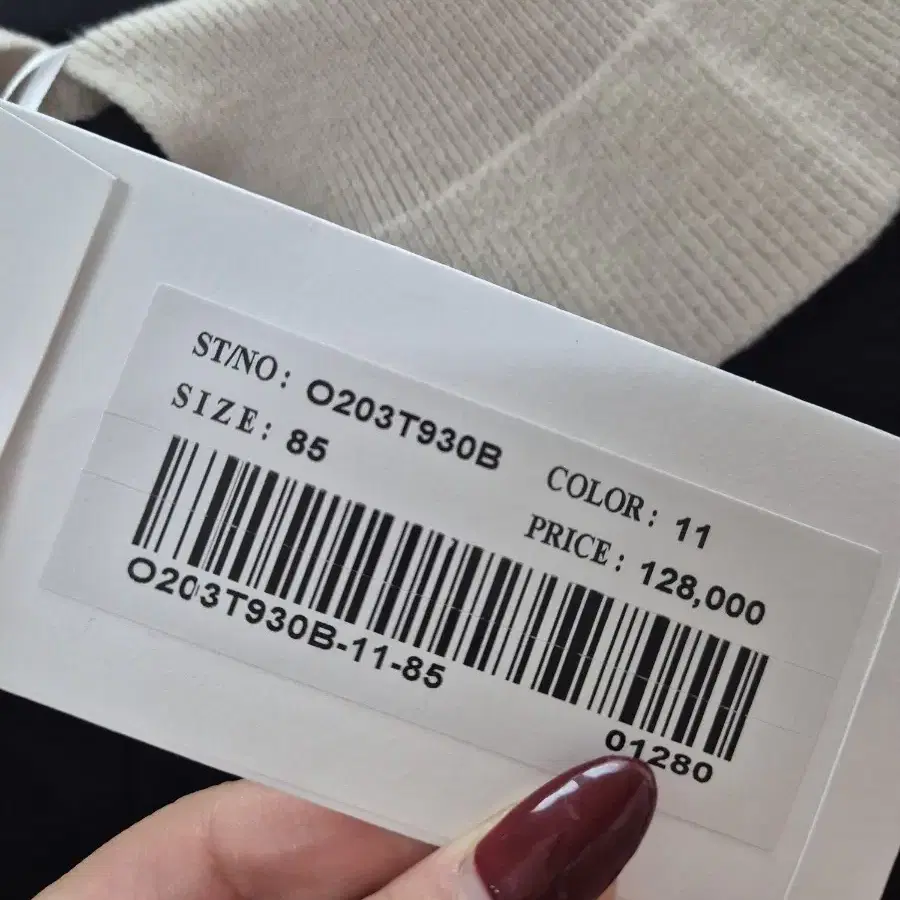 ST/NO: O203T930B
SIZE: 85
COLOR: 11
PRICE: 128,000
O203T930B-11-85
01280